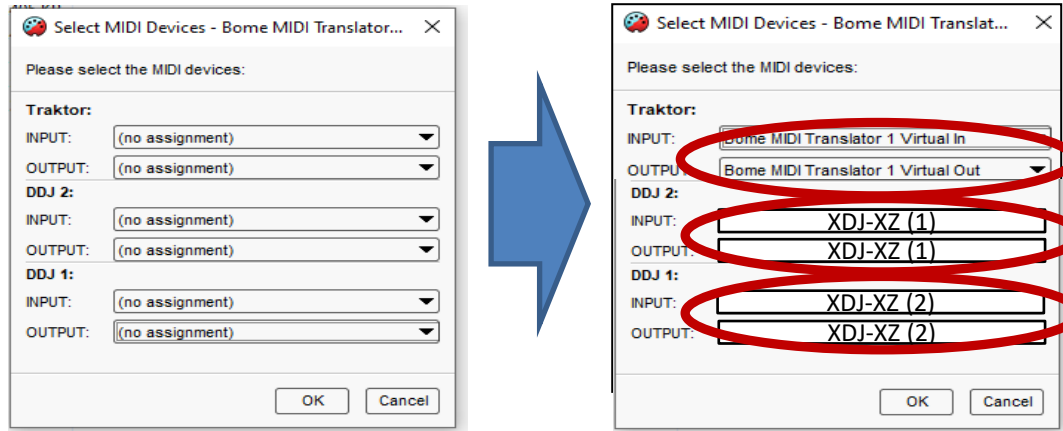 Select MIDI Devices - Bome MIDI Translator...
Please select the MIDI devices:
Traktor:
INPUT: (no assignment)
OUTPUT: (no assignment)
DDJ 2:
INPUT: (no assignment)
OUTPUT: (no assignment)
DDJ 1:
INPUT: (no assignment)
OUTPUT: (no assignment)
OK Cancel
Select MIDI Devices - Bome MIDI Translat...
Please select the MIDI devices:
Traktor:
INPUT: Bome MIDI Translator 1 Virtual In
OUTPUT: Bome MIDI Translator 1 Virtual Out
DDJ 2:
INPUT: XDJ-XZ (1)
OUTPUT: XDJ-XZ (1)
DDJ 1:
INPUT: XDJ-XZ (2)
OUTPUT: XDJ-XZ (2)
OK Cancel